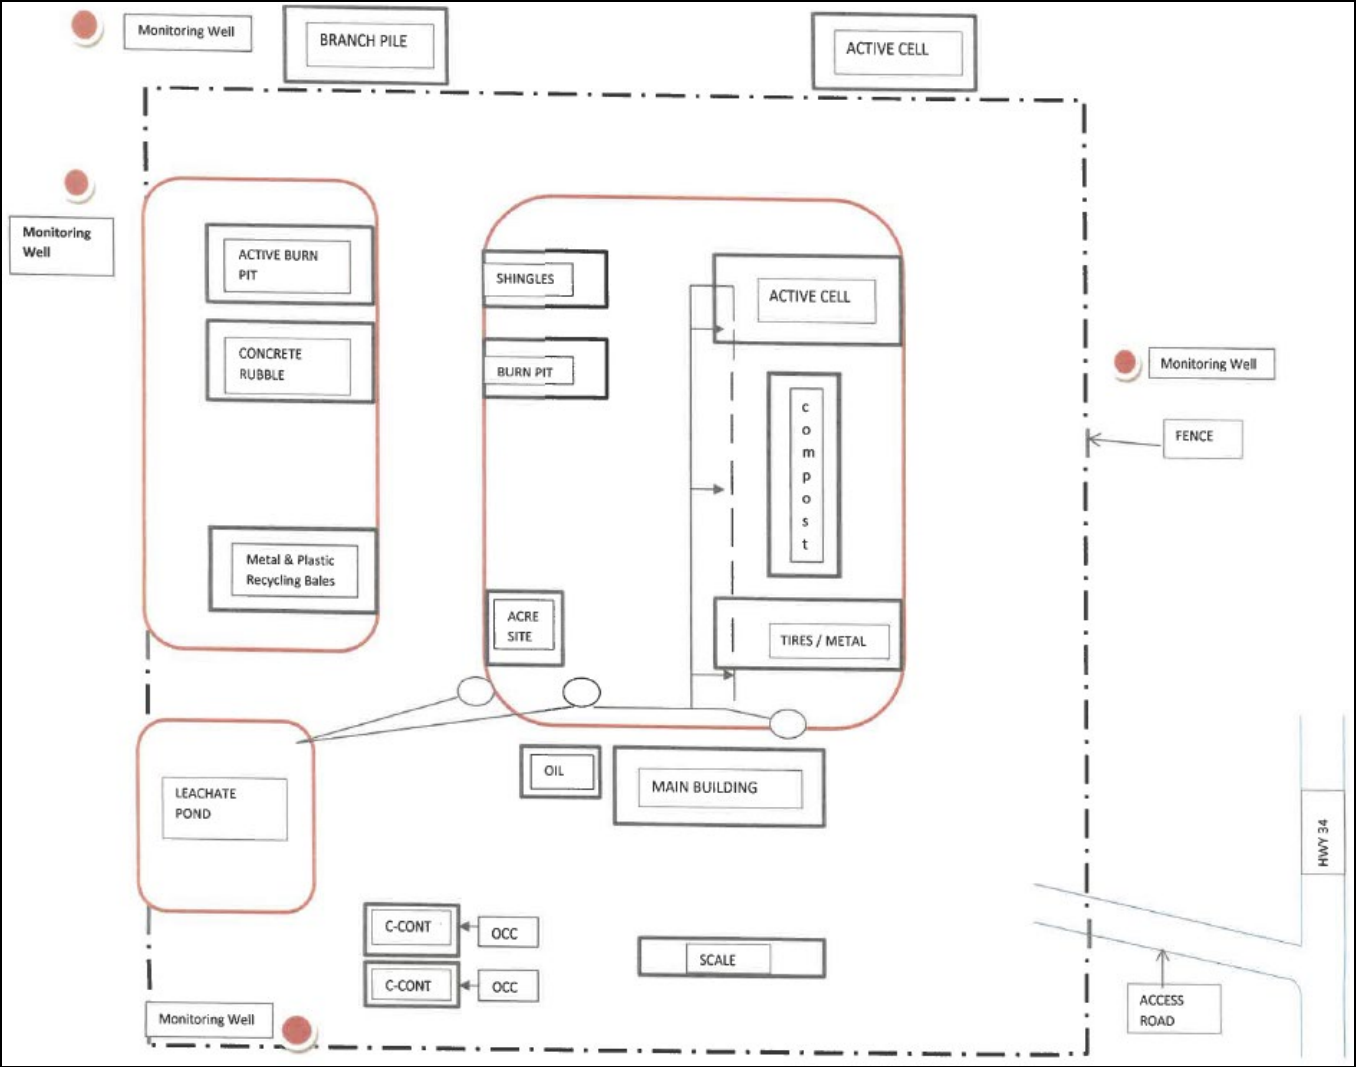 Monitoring Well
BRANCH PILE
ACTIVE CELL
Monitoring
Well
ACTIVE BURN
PIT
SHINGLES
ACTIVE CELL
CONCRETE
RUBBLE
BURN PIT
Monitoring Well
compost
FENCE
Metal & Plastic
Recycling Bales
ACRE
SITE
TIRES / METAL
OIL
MAIN BUILDING
LEACHATE
POND
HWY 34
C-CONT
OCC
SCALE
C-CONT
OCC
ACCESS
ROAD
Monitoring Well